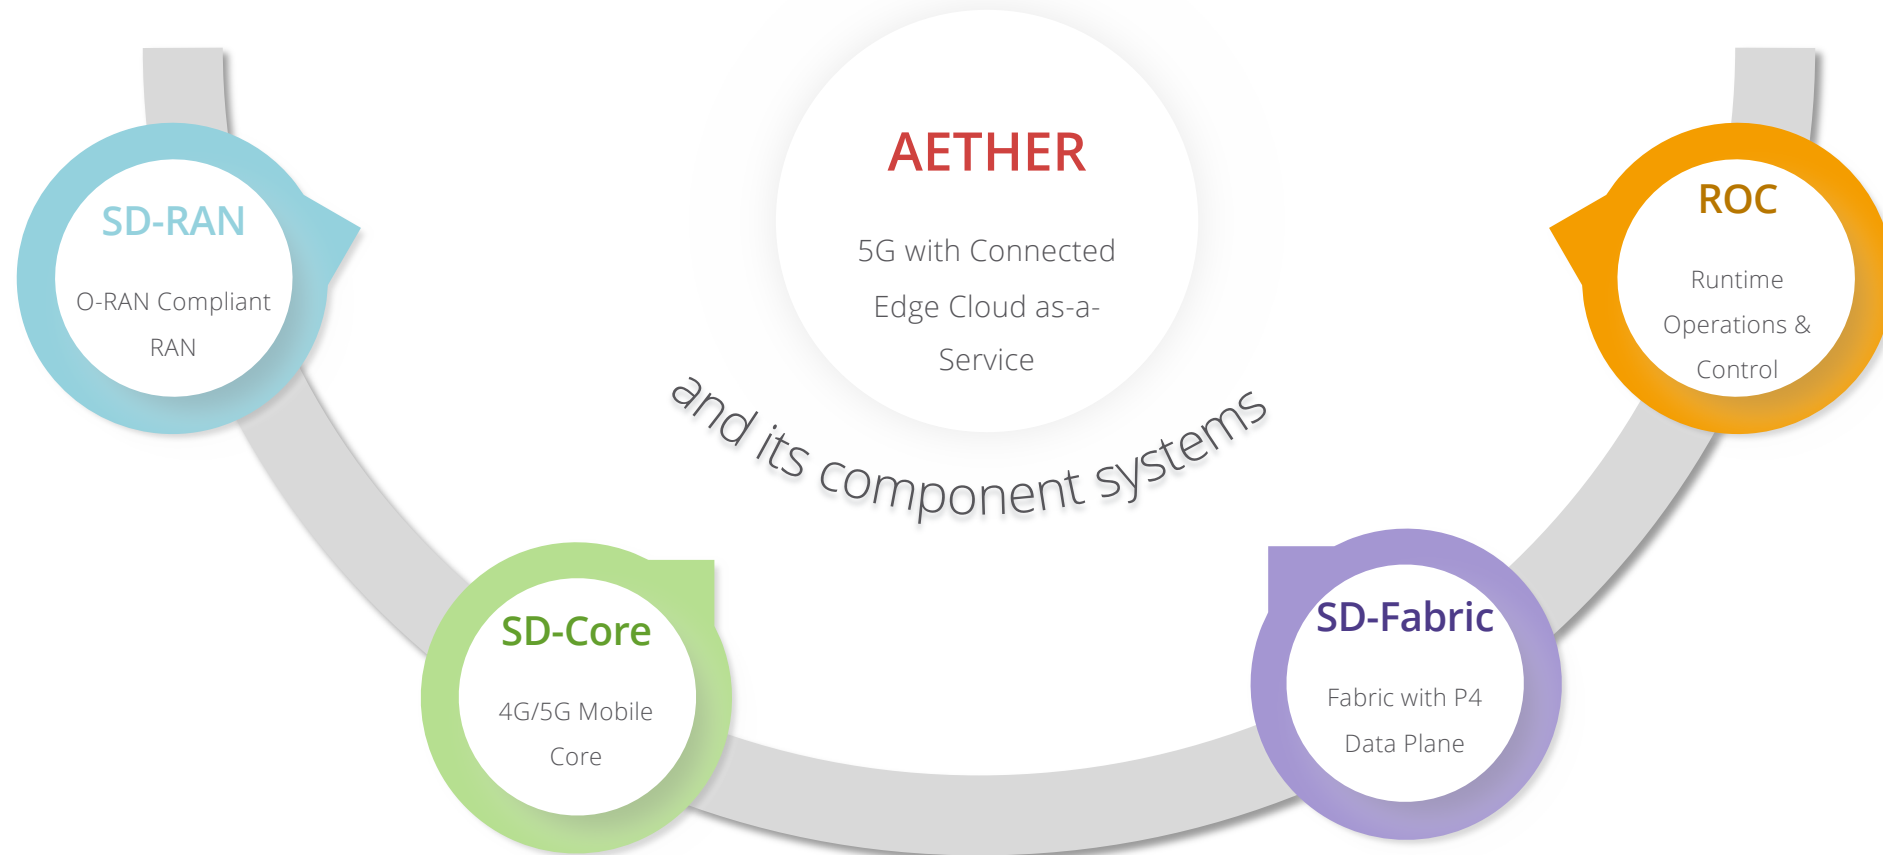 AETHER
5G with Connected
Edge Cloud as-a-
Service
and its component systems
SD-RAN
O-RAN Compliant
RAN
SD-Core
4G/5G Mobile
Core
SD-Fabric
Fabric with P4
Data Plane
ROC
Runtime
Operations &
Control